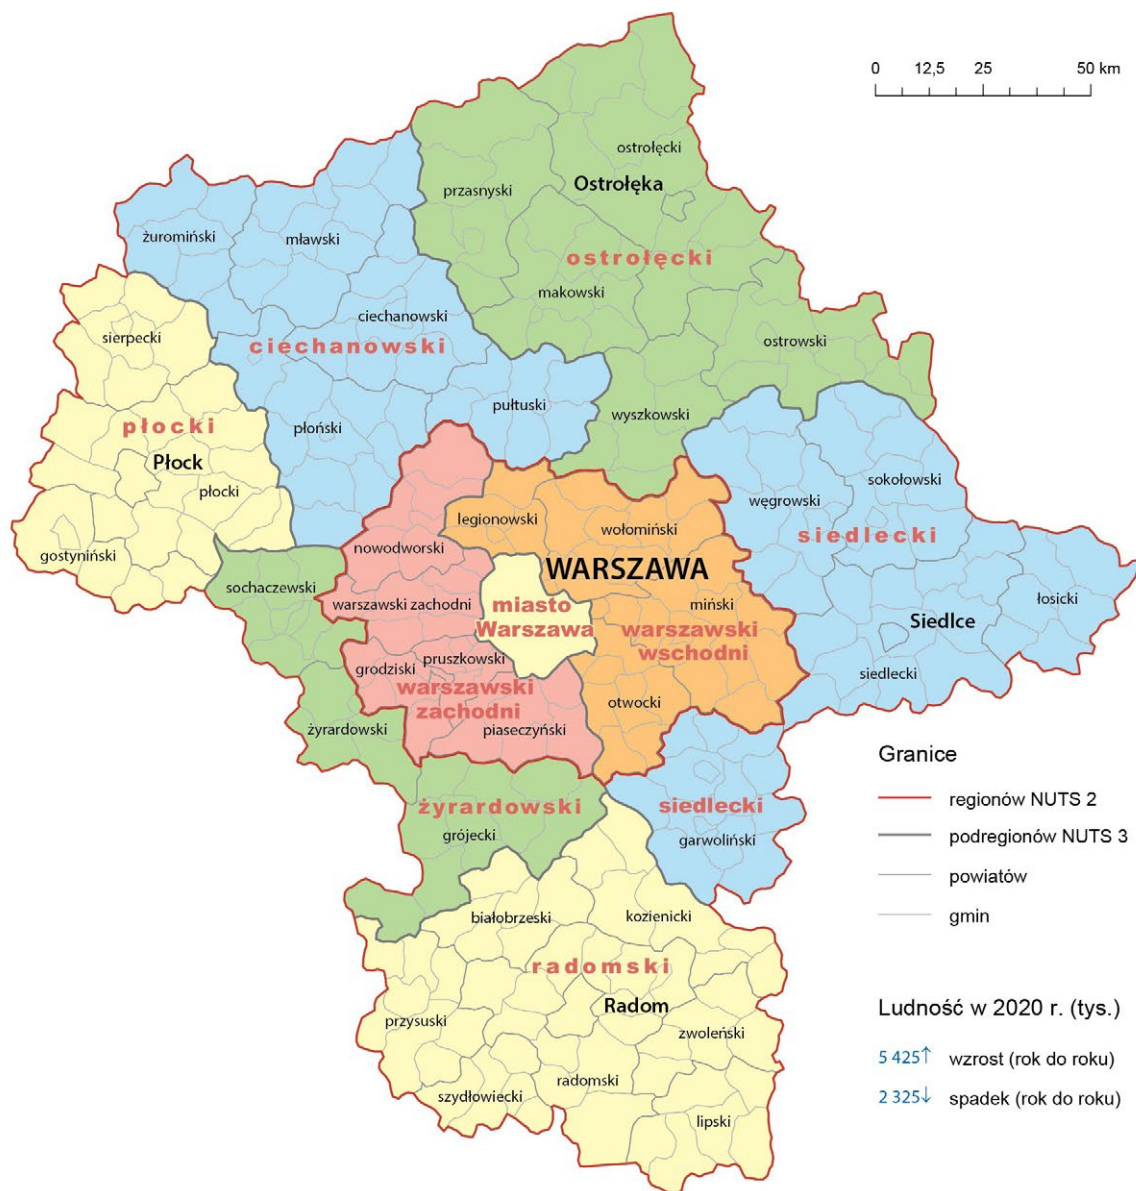 0 12,5 25 50 km
ostrołęcki
przasnyski
Ostrołęka
żuromiński
mławski
ostrołęcki
makowski
ciechanowski
sierpecki
ciechanowski
ostrowski
pułtuski
wyszkowski
płocki
płoński
Płock
płocki
sokołowski
węgrowski
legionowski
wołomiński
siedlecki
gostyniński
nowodworski
WARSZAWA
sochaczewski
warszawski zachodni
miasto
Warszawa
miński
łosicki
Siedlce
warszawski
wschodni
pruszkowski
grodziski
siedlecki
warszawski
zachodni
otwocki
żyrardowski
piaseczyński
żyrardowski
siedlecki
grójecki
garwoliński
białobrzeski
kozienicki
radomski
Radom
przysuski
zwoleński
radomski
szydłowiecki
lipski
Granice
regionów NUTS 2
podregionów NUTS 3
powiatów
gmin
Ludność w 2020 r. (tys.)
5 425↑ wzrost (rok do roku)
2 325↓ spadek (rok do roku)